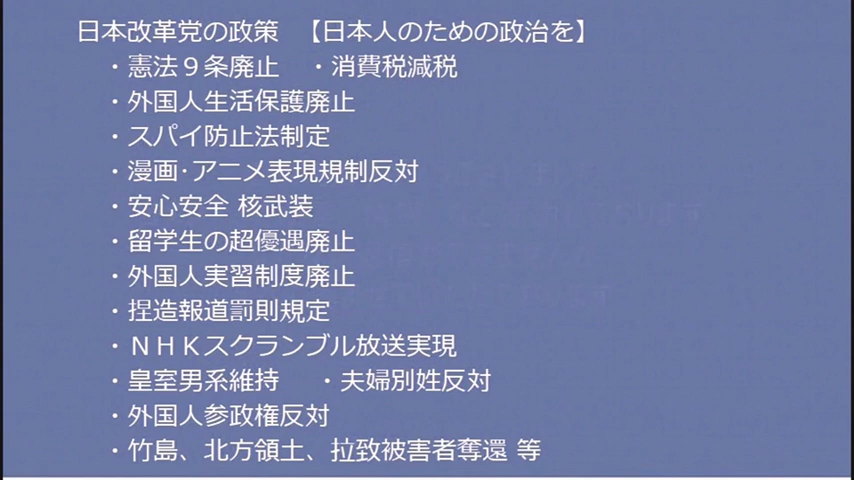 日本改革党の政策 【日本人のための政治を】
・憲法９条廃止 ・消費税減税
・外国人生活保護廃止
・スパイ防止法制定
・漫画･アニメ表現規制反対
・安心安全 核武装
・留学生の超優遇廃止
・外国人実習制度廃止
・捏造報道罰則規定
・ＮＨＫスクランブル放送実現
・皇室男系維持 ・夫婦別姓反対
・外国人参政権反対
・竹島、北方領土、拉致被害者奪還 等